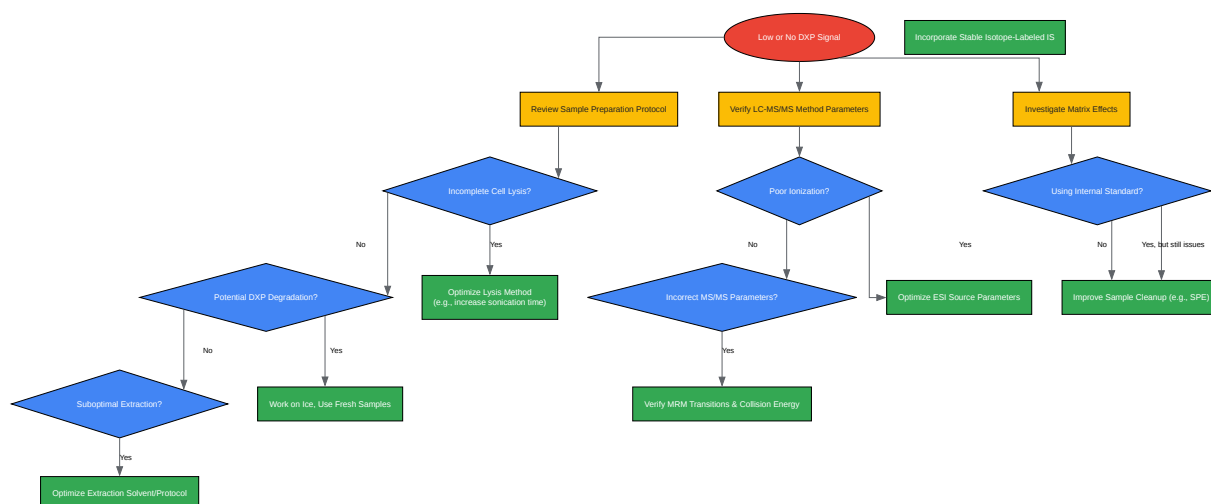 Low or No DXP Signal
Incorporate Stable Isotope-Labeled IS
Review Sample Preparation Protocol
Verify LC-MS/MS Method Parameters
Investigate Matrix Effects
Incomplete Cell Lysis?
Poor Ionization?
Using Internal Standard?
No
Yes
No
Yes
No
Yes, but still issues
Potential DXP Degradation?
Optimize Lysis Method
(e.g., increase sonication time)
Incorrect MS/MS Parameters?
Optimize ESI Source Parameters
Improve Sample Cleanup (e.g., SPE)
No
Yes
Yes
Suboptimal Extraction?
Work on Ice, Use Fresh Samples
Verify MRM Transitions & Collision Energy
Yes
Optimize Extraction Solvent/Protocol